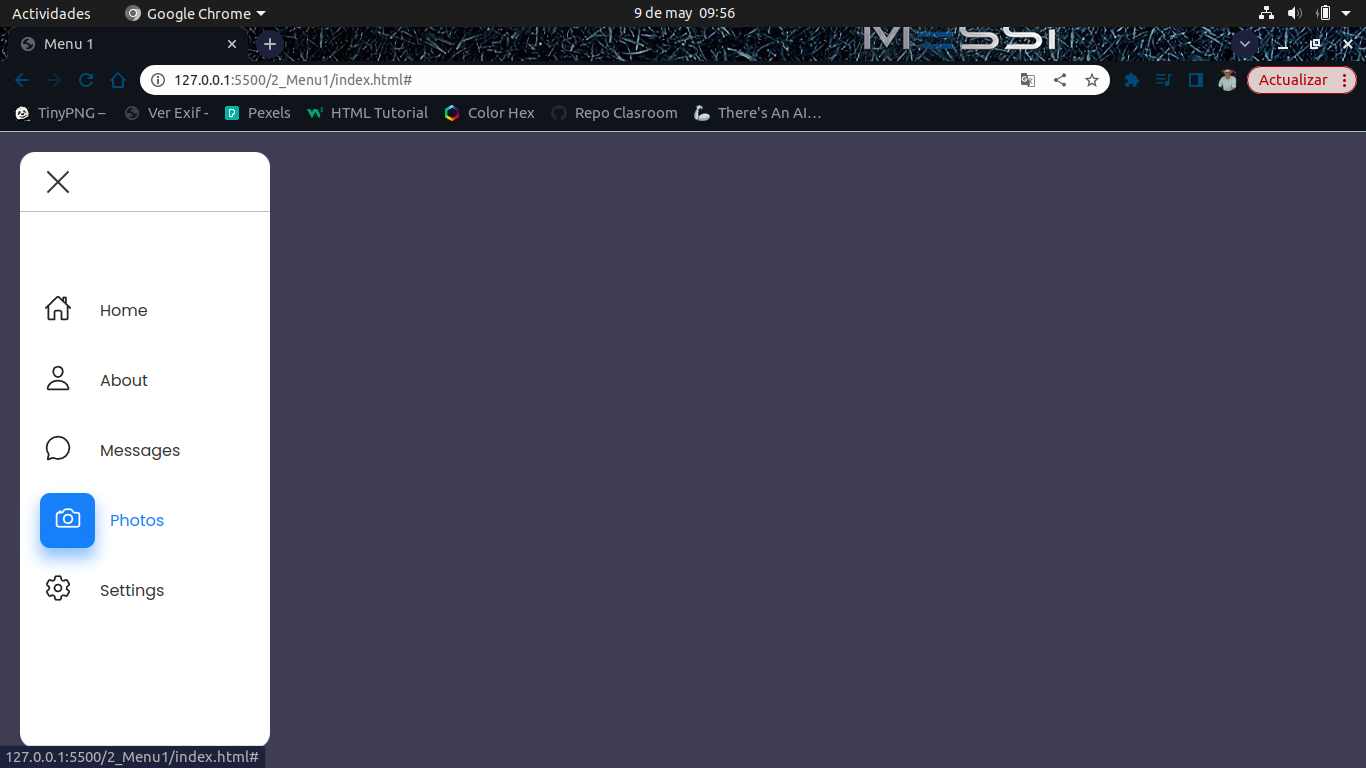 Actividades Google Chrome 9 de may 09:56
MESSI
Menu 1
127.0.0.1:5500/2_Menu1/index.html# Actualizar
TinyPNG – Ver Exif - Pexels HTML Tutorial Color Hex Repo Clasroom There's An AI...
Home
About
Messages
Photos
Settings
127.0.0.1:5500/2_Menu1/index.html#